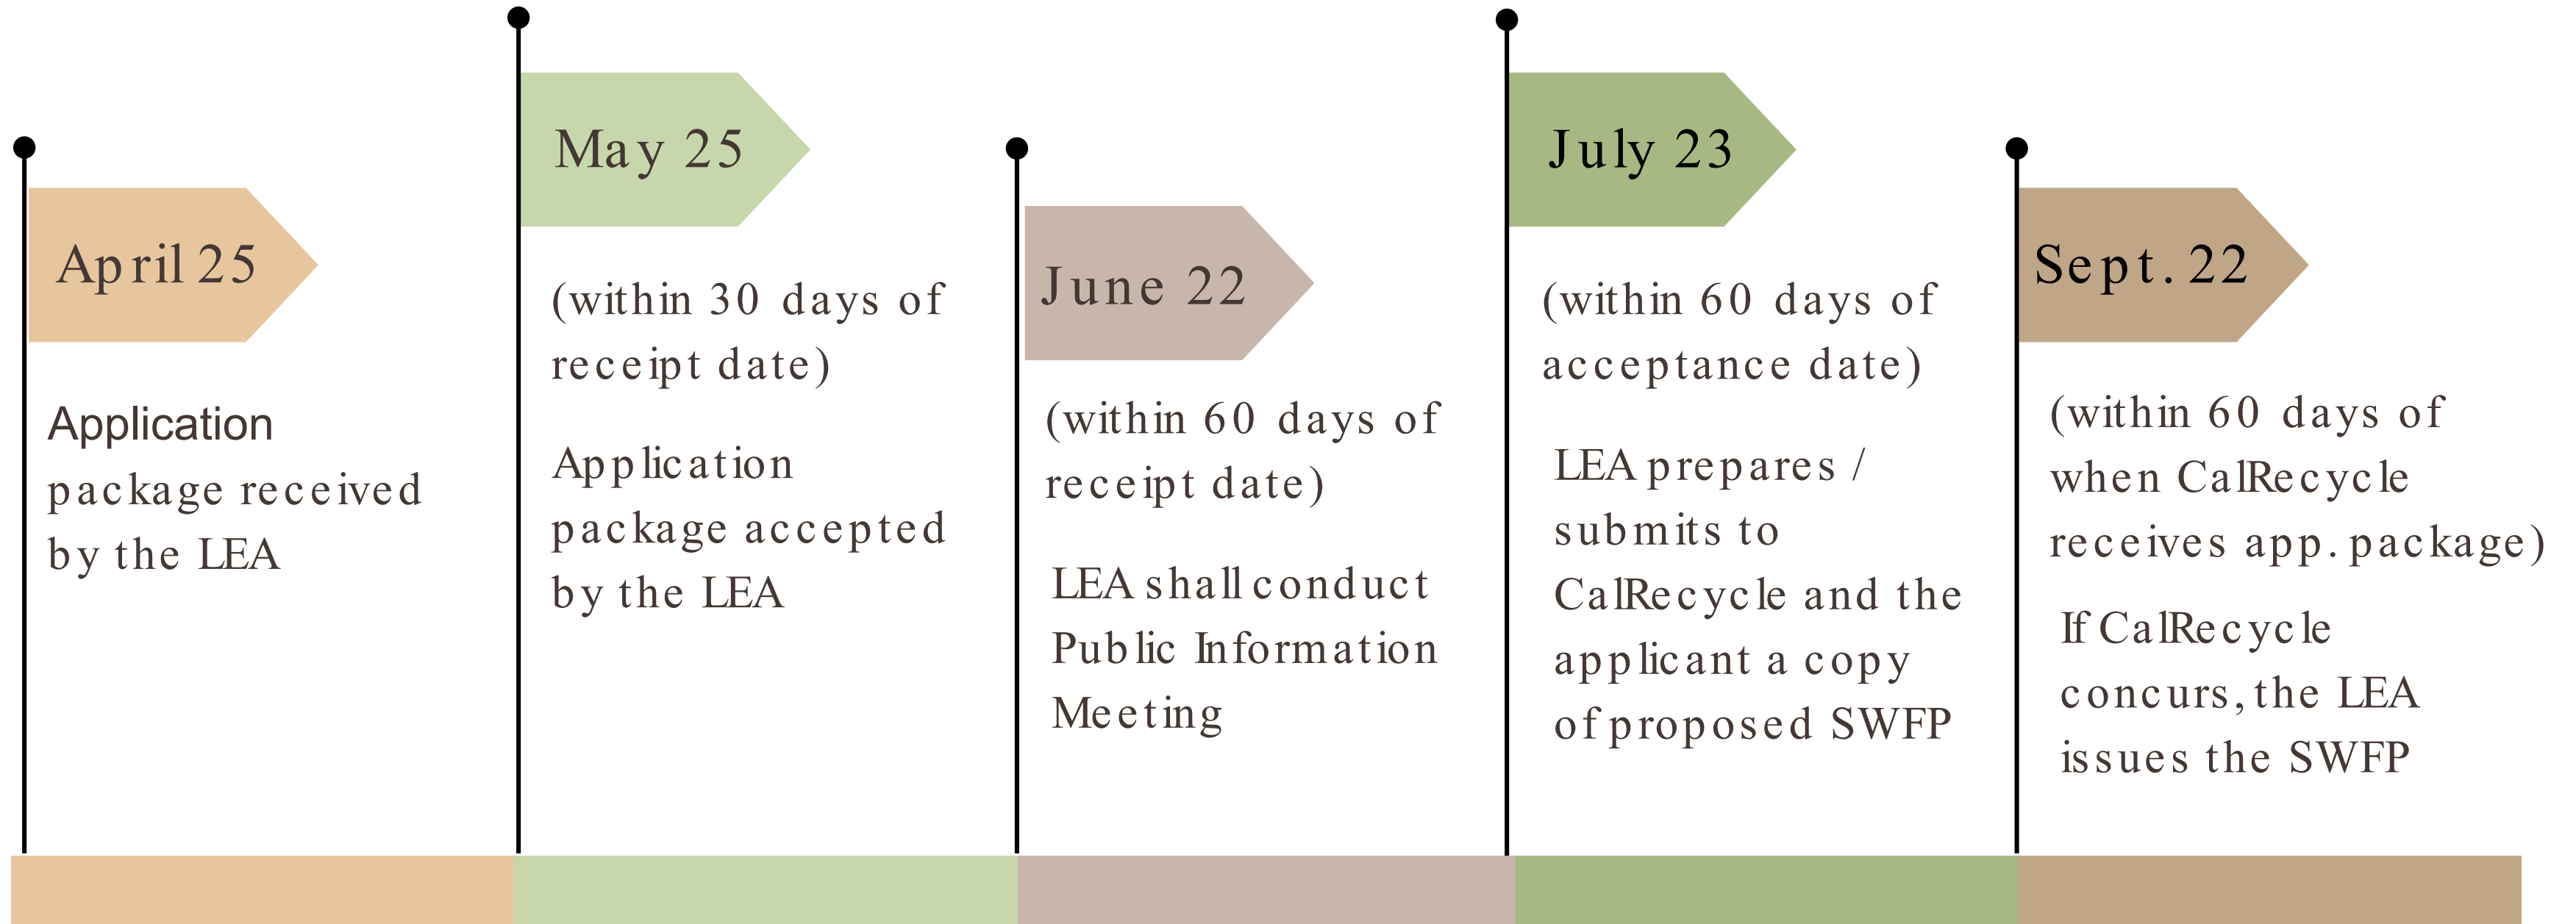 April 25
Application
package received
by the LEA
May 25
(within 30 days of
receipt date)
Application
package accepted
by the LEA
June 22
(within 60 days of
receipt date)
LEA shall conduct
Public Information
Meeting
July 23
(within 60 days of
acceptance date)
LEA prepares /
submits to
CalRecycle and the
applicant a copy
of proposed SWFP
Sept. 22
(within 60 days of
when CalRecycle
receives app. package)
If CalRecycle
concurs, the LEA
issues the SWFP